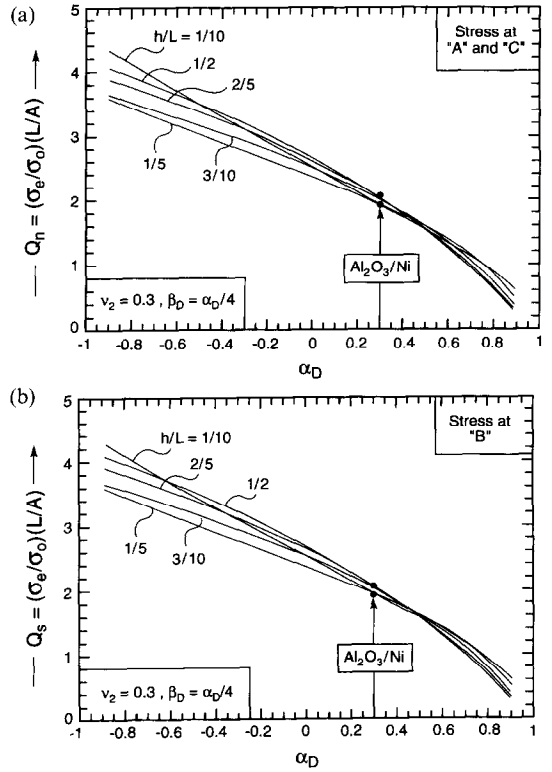 (a)
5
4
3
2
1
0
Qn = (σe/σo)(L/A)
h/L = 1/10
1/2
2/5
1/5
3/10
Stress at
"A" and "C"
Al2O3/Ni
ν2 = 0.3 , βD = αD/4
-1 -0.8 -0.6 -0.4 -0.2 0 0.2 0.4 0.6 0.8 1
αD
(b)
5
4
3
2
1
0
Qs = (σe/σo)(L/A)
h/L = 1/10
2/5
1/2
1/5
3/10
Stress at
"B"
Al2O3/Ni
ν2 = 0.3 , βD = αD/4
-1 -0.8 -0.6 -0.4 -0.2 0 0.2 0.4 0.6 0.8 1
αD